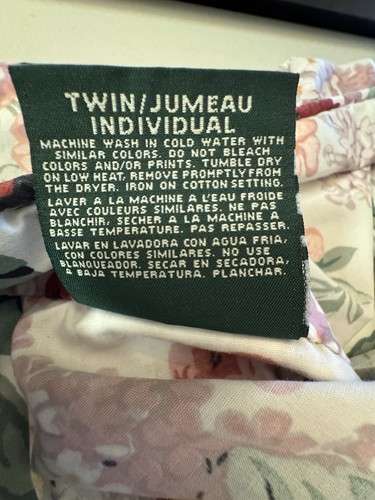 TWIN/JUMEAU
INDIVIDUAL
MACHINE WASH IN COLD WATER WITH
SIMILAR COLORS. DO NOT BLEACH
COLORS AND/OR PRINTS. TUMBLE DRY
ON LOW HEAT. REMOVE PROMPTLY FROM
THE DRYER. IRON ON COTTON SETTING.
LAVER A LA MACHINE A L'EAU FROIDE
AVEC COULEURS SIMILARES. NE PAS
BLANCHIR. SECHER A LA MACHINE A
BASSE TEMPERATURE. PAS REPASSER.
LAVAR EN LAVADORA CON AGUA FRIA,
CON COLORES SIMILARES. NO USE
BLANQUEADOR. SECAR EN SECADORA,
A BAJA TEMPERATURA. PLANCHAR.